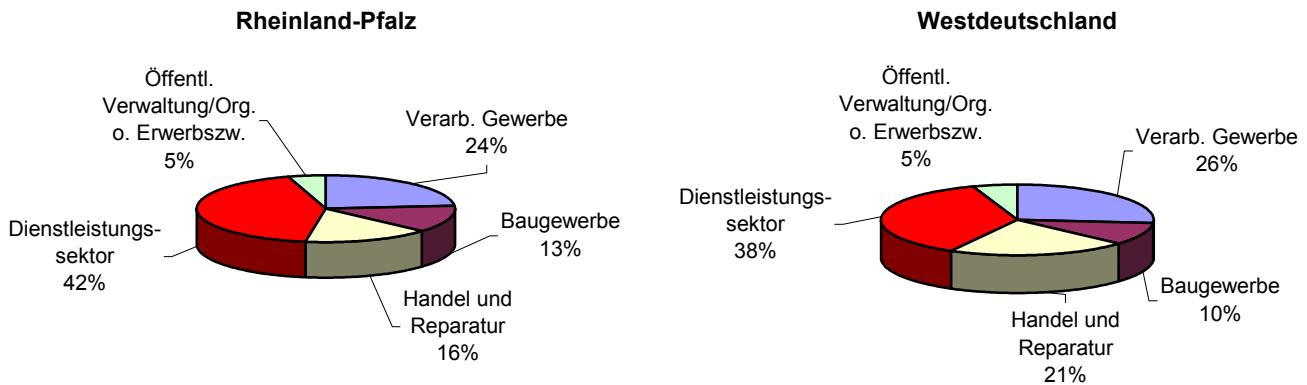 Rheinland-Pfalz
Öffentl.
Verwaltung/Org.
o. Erwerbszw.
5%
Verarb. Gewerbe
24%
Dienstleistungs-
sektor
42%
Baugewerbe
13%
Handel und
Reparatur
16%
Westdeutschland
Öffentl.
Verwaltung/Org.
o. Erwerbszw.
5%
Verarb. Gewerbe
26%
Dienstleistungs-
sektor
38%
Baugewerbe
10%
Handel und
Reparatur
21%